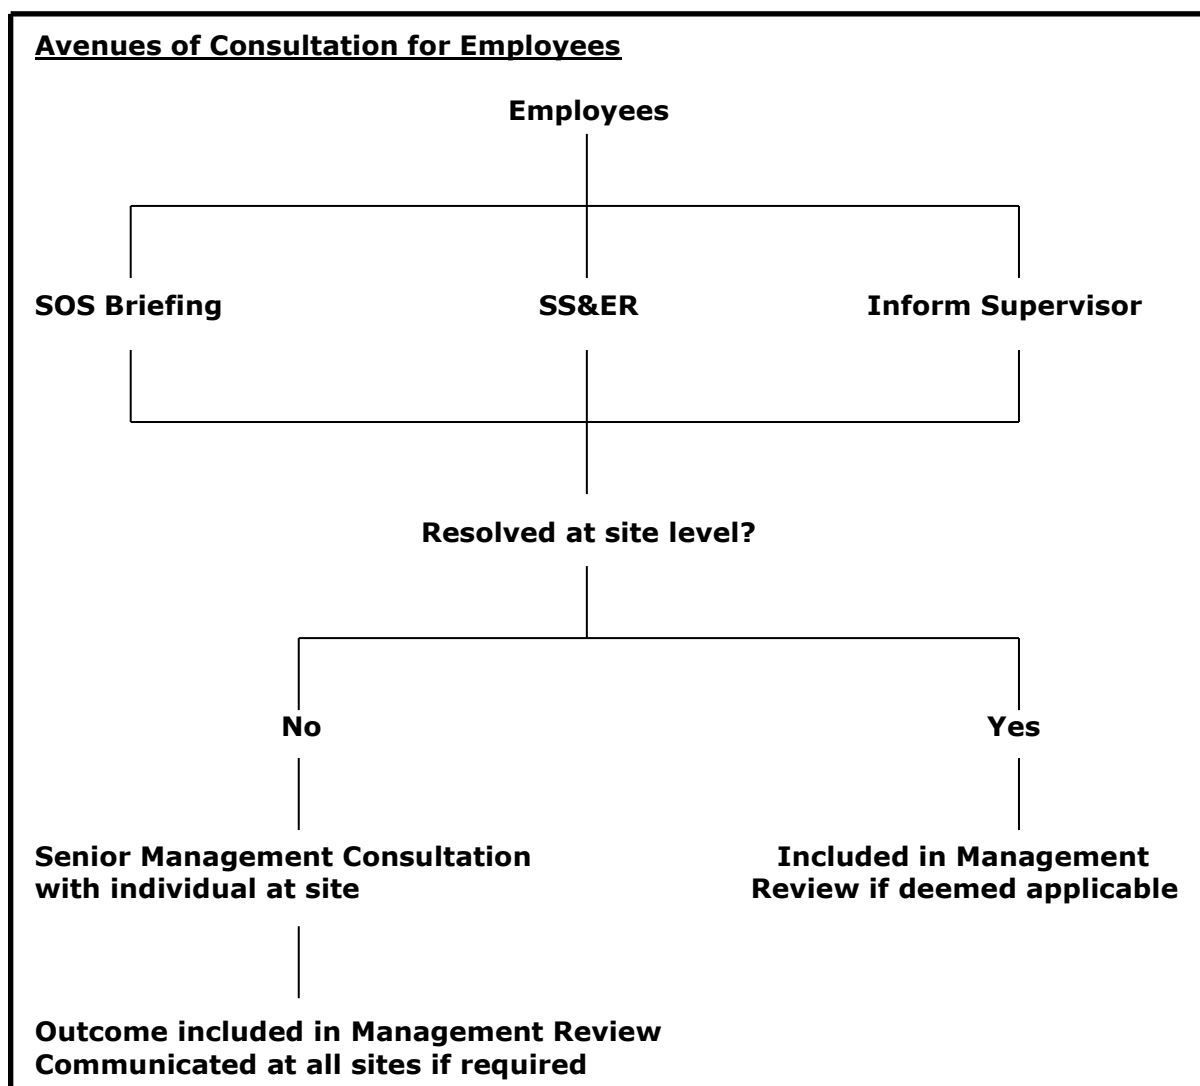 Avenues of Consultation for Employees
Employees
SOS Briefing
SS&ER
Inform Supervisor
Resolved at site level?
No
Yes
Senior Management Consultation
with individual at site
Included in Management
Review if deemed applicable
Outcome included in Management Review
Communicated at all sites if required